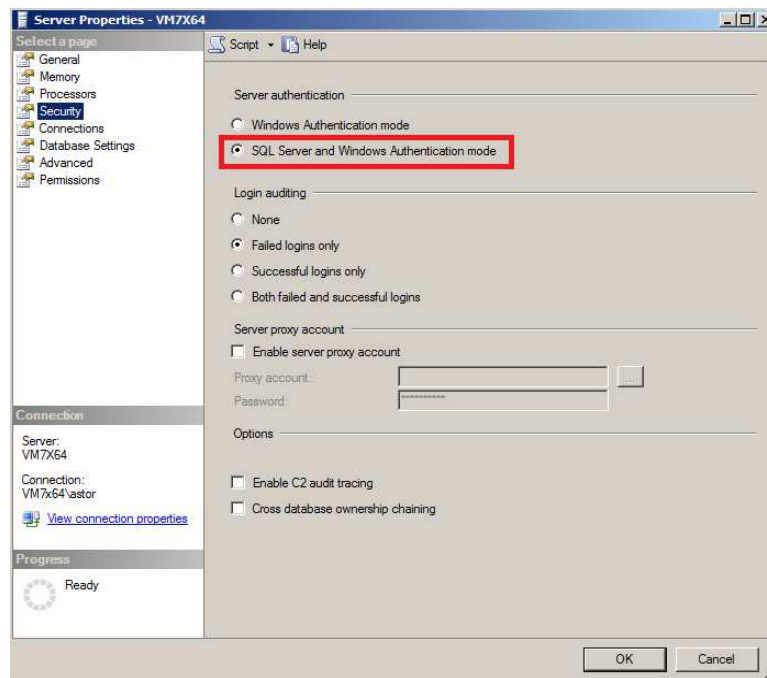 Server Properties - VM7X64
Select a page
General
Memory
Processors
Security
Connections
Database Settings
Advanced
Permissions
Script
Help
Server authentication
Windows Authentication mode
SQL Server and Windows Authentication mode
Login auditing
None
Failed logins only
Successful logins only
Both failed and successful logins
Server proxy account
Enable server proxy account
Proxy account:
...
Password:
**********
Options
Enable C2 audit tracing
Cross database ownership chaining
Connection
Server:
VM7X64
Connection:
VM7x64\astor
View connection properties
Progress
Ready
OK
Cancel